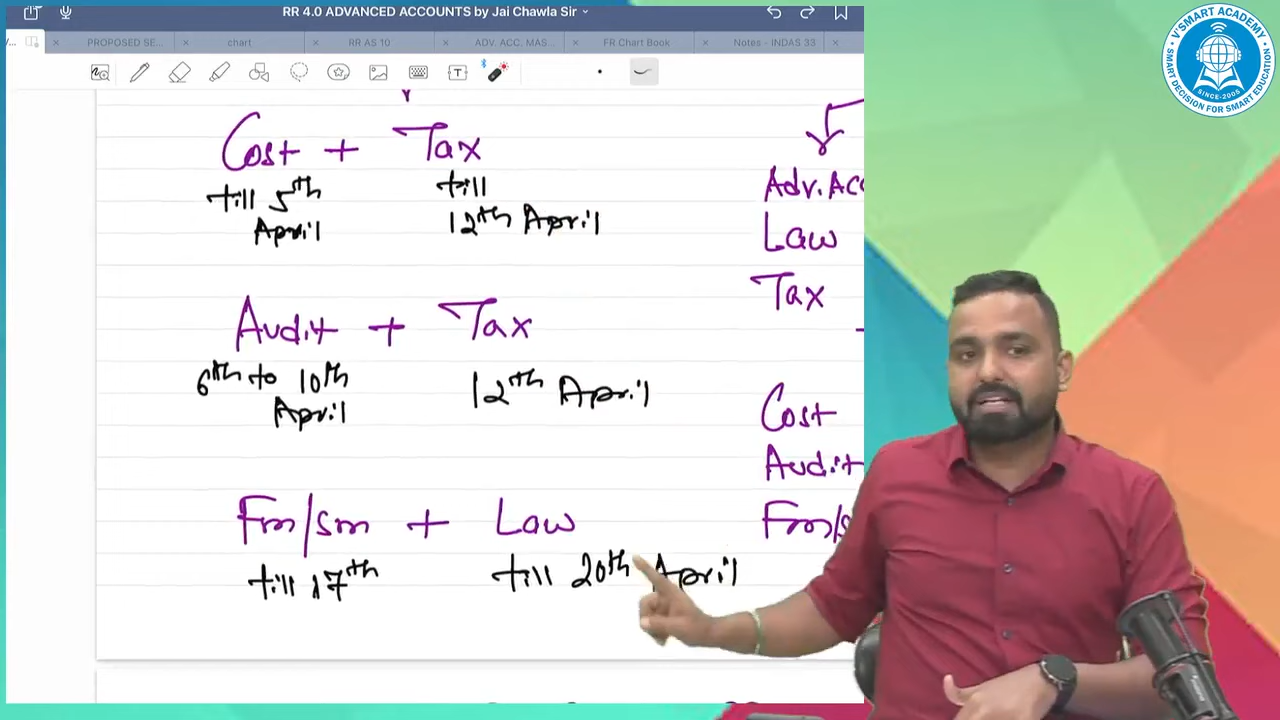 RR 4.0 ADVANCED ACCOUNTS by Jai Chawla Sir
PROPOSED SE...
chart
RR AS 10
ADV. ACC. MAS...
FR Chart Book
Notes - INDAS 33
V'SMART ACADEMY
SINCE-2005
SMART DECISION FOR SMART EDUCATION
Cost + Tax
till 5th April
till 12th April
Audit + Tax
6th to 10th April
12th April
Fm/sm + Law
till 17th
till 20th April
Adv. Acc
Law
Tax
+
Cost
Audit
Fm/s